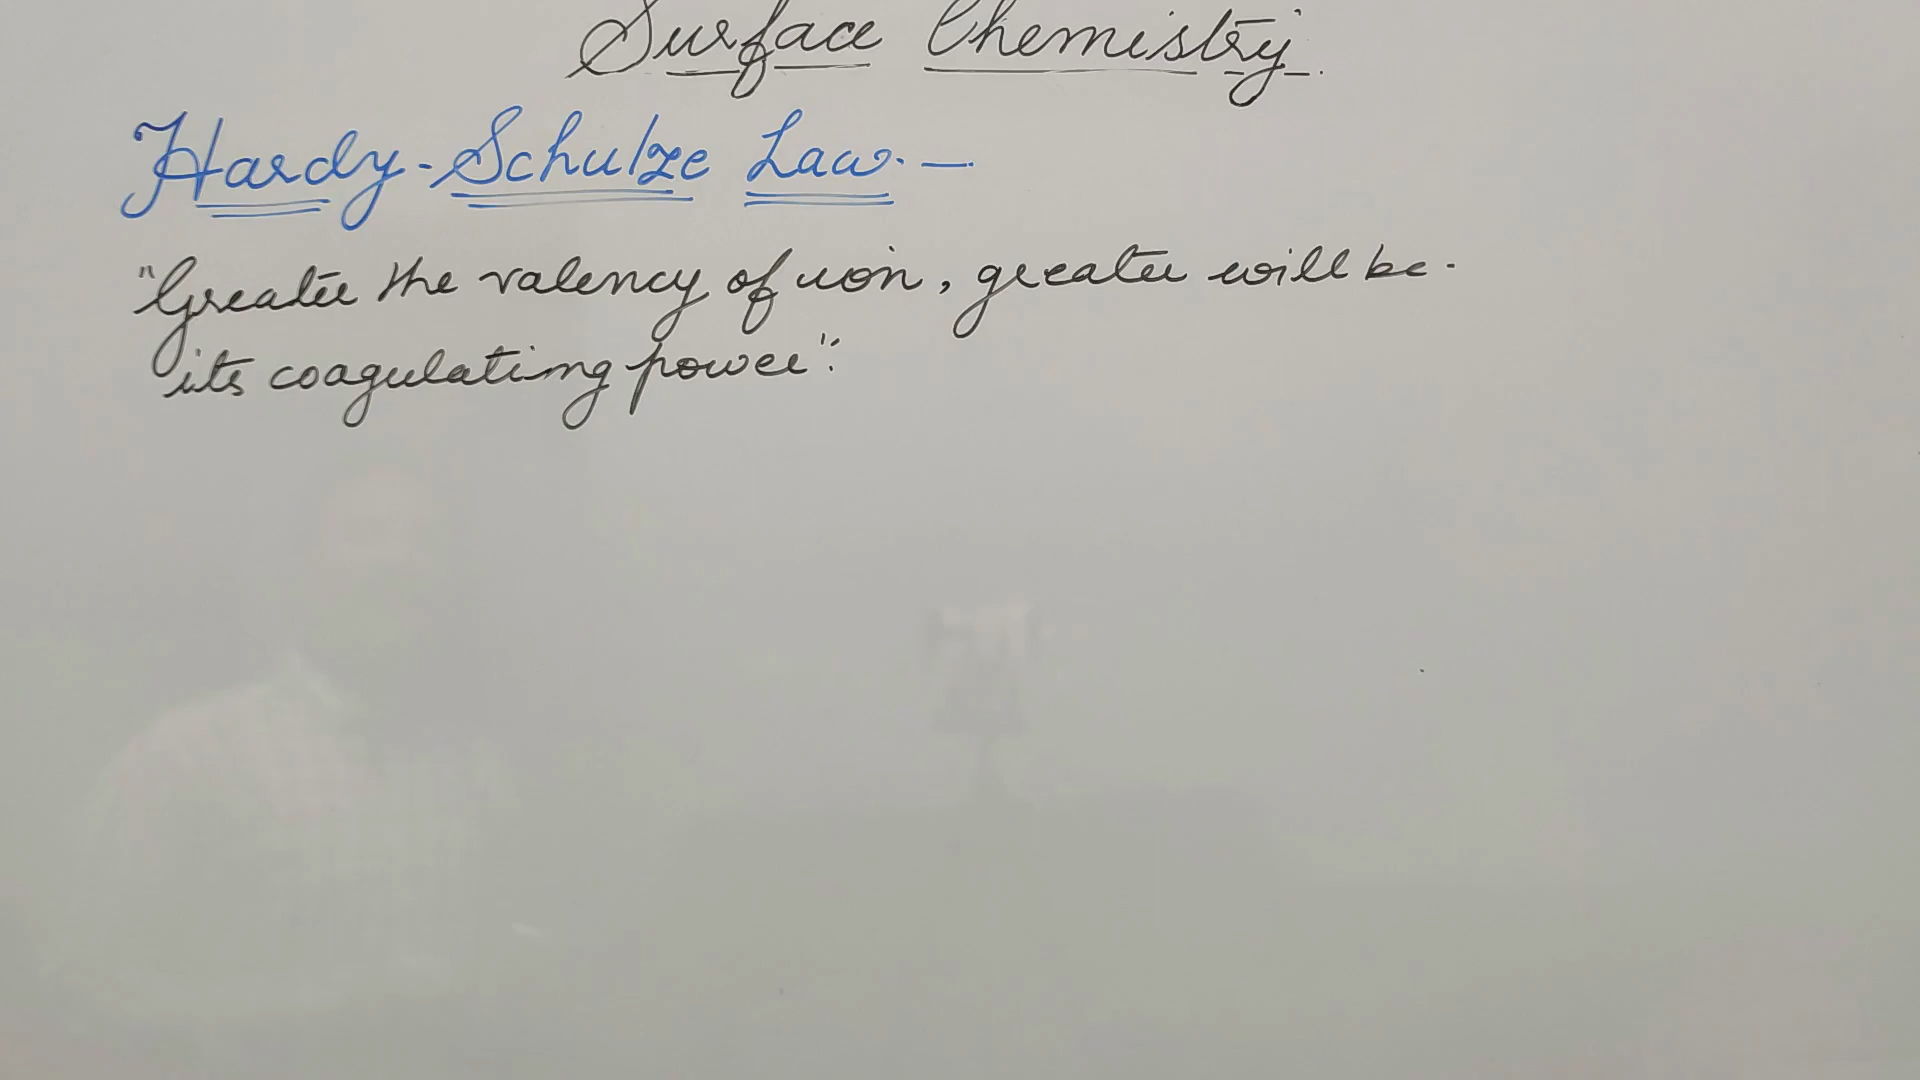 Surface Chemistry.
Hardy-Schulze Law. —
"Greater the valency of ion, greater will be.
its coagulating power".